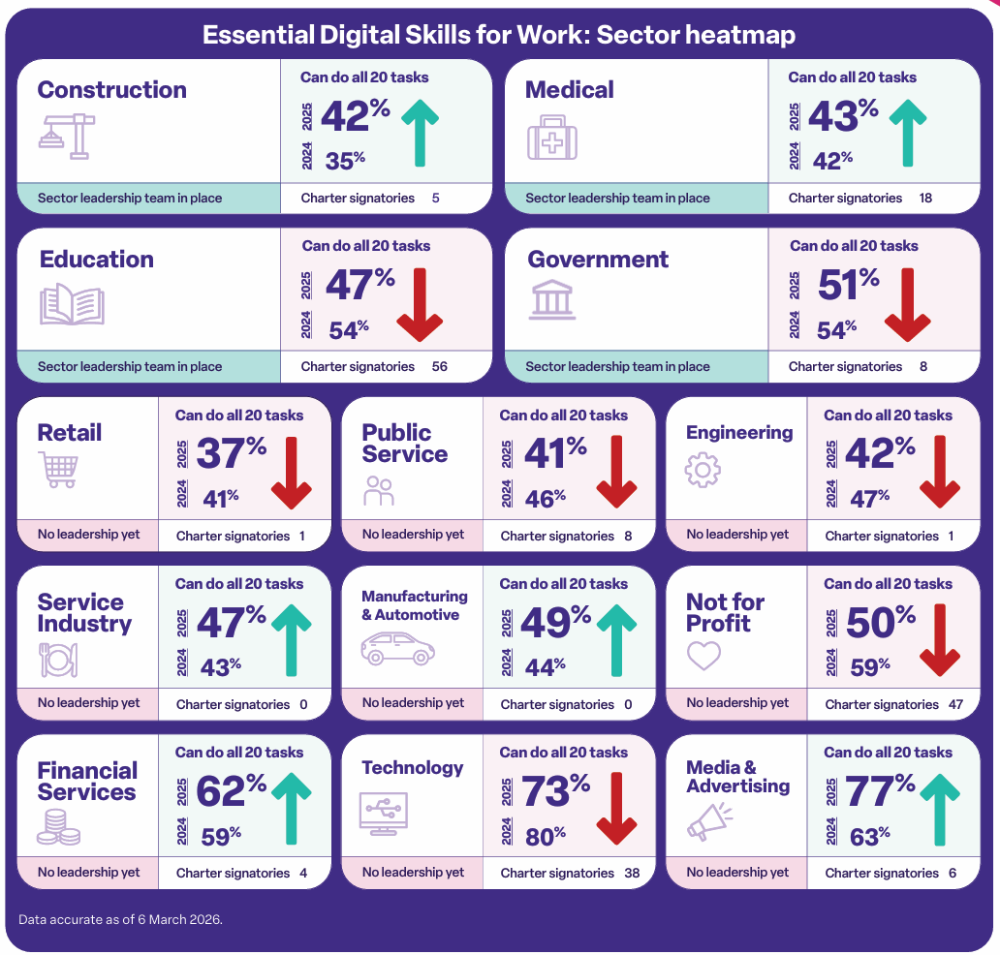 Essential Digital Skills for Work: Sector heatmap
Construction
Can do all 20 tasks
2025 42%
2024 35%
Sector leadership team in place
Charter signatories 5
Medical
Can do all 20 tasks
2025 43%
2024 42%
Sector leadership team in place
Charter signatories 18
Education
Can do all 20 tasks
2025 47%
2024 54%
Sector leadership team in place
Charter signatories 56
Government
Can do all 20 tasks
2025 51%
2024 54%
Sector leadership team in place
Charter signatories 8
Retail
Can do all 20 tasks
2025 37%
2024 41%
No leadership yet
Charter signatories 1
Public
Service
Can do all 20 tasks
2025 41%
2024 46%
No leadership yet
Charter signatories 8
Engineering
Can do all 20 tasks
2025 42%
2024 47%
No leadership yet
Charter signatories 1
Service
Industry
Can do all 20 tasks
2025 47%
2024 43%
No leadership yet
Charter signatories 0
Manufacturing
& Automotive
Can do all 20 tasks
2025 49%
2024 44%
No leadership yet
Charter signatories 0
Not for
Profit
Can do all 20 tasks
2025 50%
2024 59%
No leadership yet
Charter signatories 47
Financial
Services
Can do all 20 tasks
2025 62%
2024 59%
No leadership yet
Charter signatories 4
Technology
Can do all 20 tasks
2025 73%
2024 80%
No leadership yet
Charter signatories 38
Media &
Advertising
Can do all 20 tasks
2025 77%
2024 63%
No leadership yet
Charter signatories 6
Data accurate as of 6 March 2026.